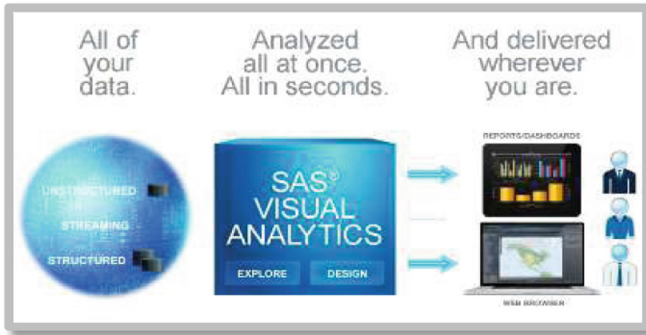 All of
your
data.
Analyzed
all at once.
All in seconds.
And delivered
wherever
you are.
UNSTRUCTURED
STREAMING
STRUCTURED
SAS®
VISUAL
ANALYTICS
EXPLORE
DESIGN
REPORTS/DASHBOARDS
WEB BROWSER